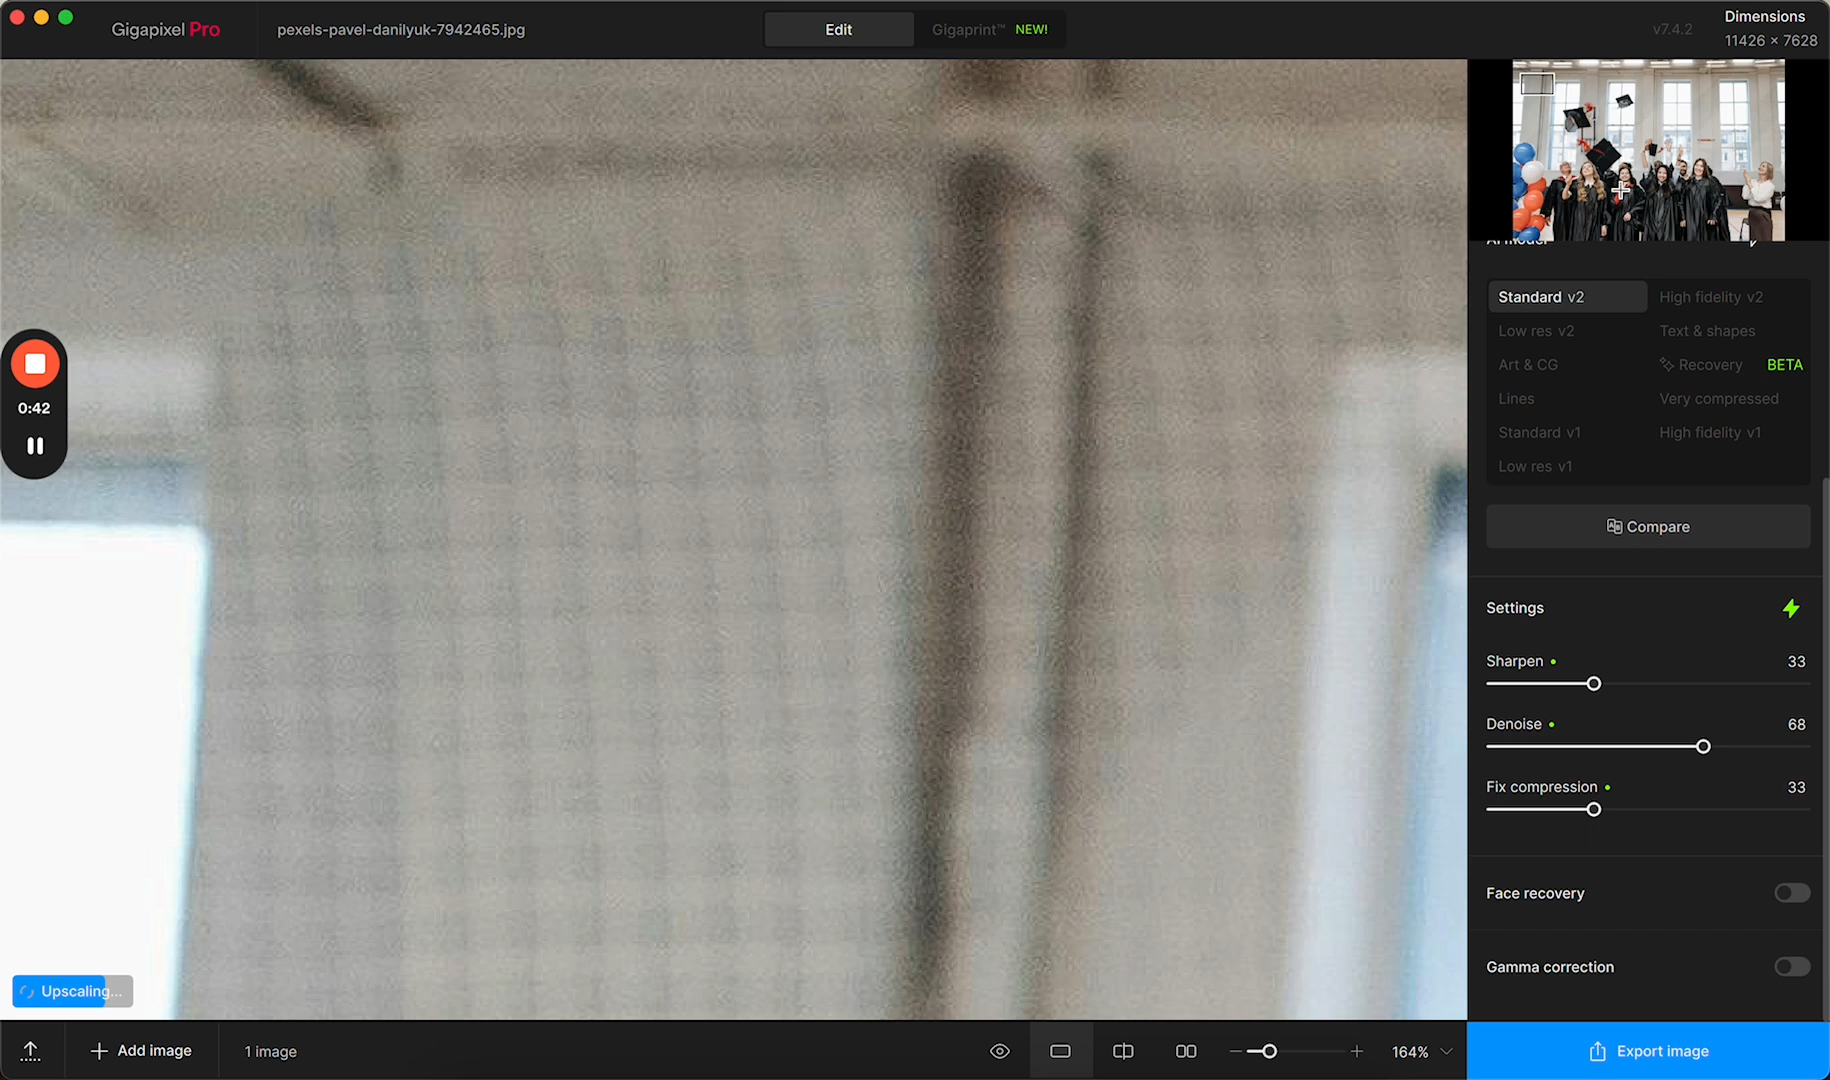 Gigapixel Pro
pexels-pavel-danilyuk-7942465.jpg
Edit
Gigaprint™ NEW!
v7.4.2
Dimensions
11426 × 7628
Standard v2
High fidelity v2
Low res v2
Text & shapes
Art & CG
Recovery BETA
Lines
Very compressed
Standard v1
High fidelity v1
Low res v1
Compare
Settings
Sharpen 33
Denoise 68
Fix compression 33
Face recovery
Gamma correction
0:42
Upscaling...
Add image
1 image
164%
Export image